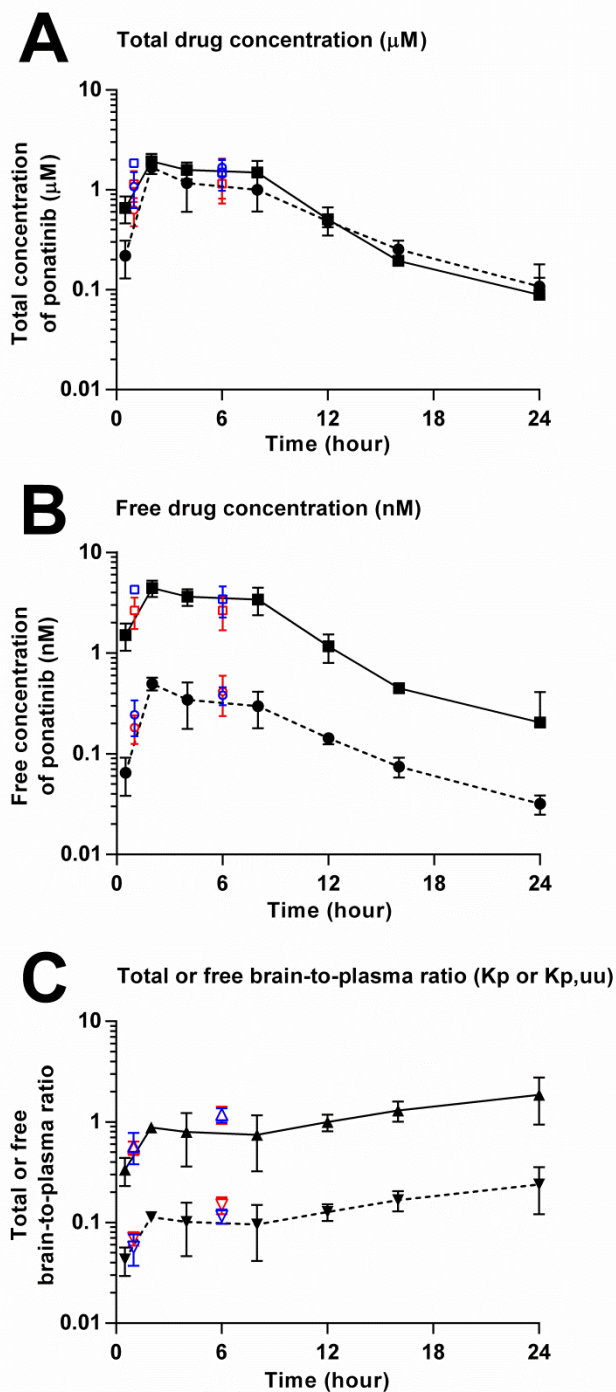 A Total drug concentration (μM)
Total concentration
of ponatinib (μM)
10
1
0.1
0.01
0 6 12 18 24
Time (hour)
B Free drug concentration (nM)
Free concentration
of ponatinib (nM)
10
1
0.1
0.01
0 6 12 18 24
Time (hour)
C Total or free brain-to-plasma ratio (Kp or Kp,uu)
Total or free
brain-to-plasma ratio
10
1
0.1
0.01
0 6 12 18 24
Time (hour)